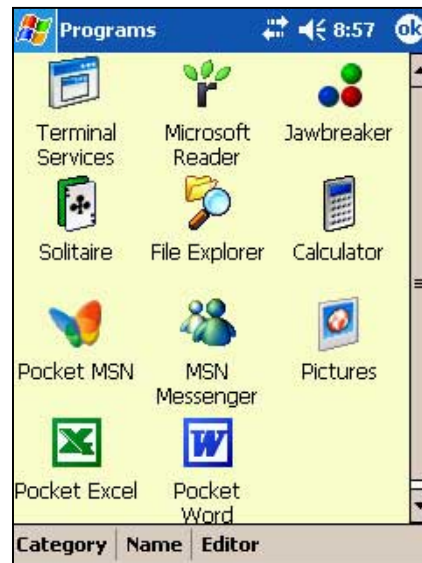 Programs 8:57 ok
Terminal Services
Microsoft Reader
Jawbreaker
Solitaire
File Explorer
Calculator
Pocket MSN
MSN Messenger
Pictures
Pocket Excel
W
Pocket Word
Category Name Editor